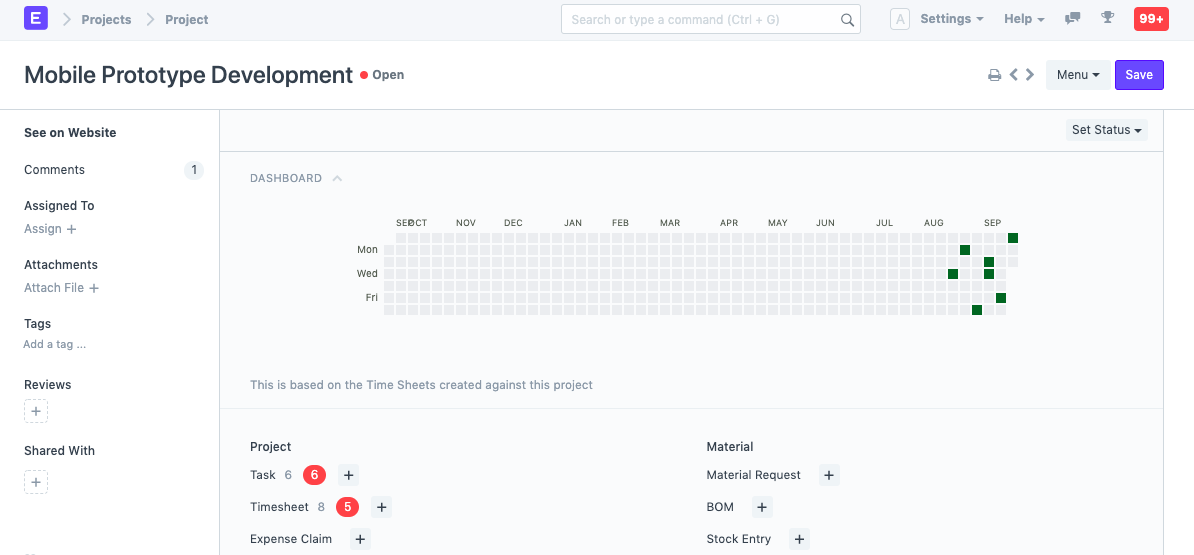 E Projects Project Search or type a command (Ctrl + G) A Settings Help 99+
Mobile Prototype Development Open Menu Save
See on Website
Set Status
Comments 1
DASHBOARD
Assigned To
Assign +
Attachments
Attach File +
Tags
Add a tag ...
Reviews
+
Shared With
+
SEP OCT NOV DEC JAN FEB MAR APR MAY JUN JUL AUG SEP
Mon
Wed
Fri
This is based on the Time Sheets created against this project
Project
Task 6 6 +
Timesheet 8 5 +
Expense Claim +
Material
Material Request +
BOM +
Stock Entry +